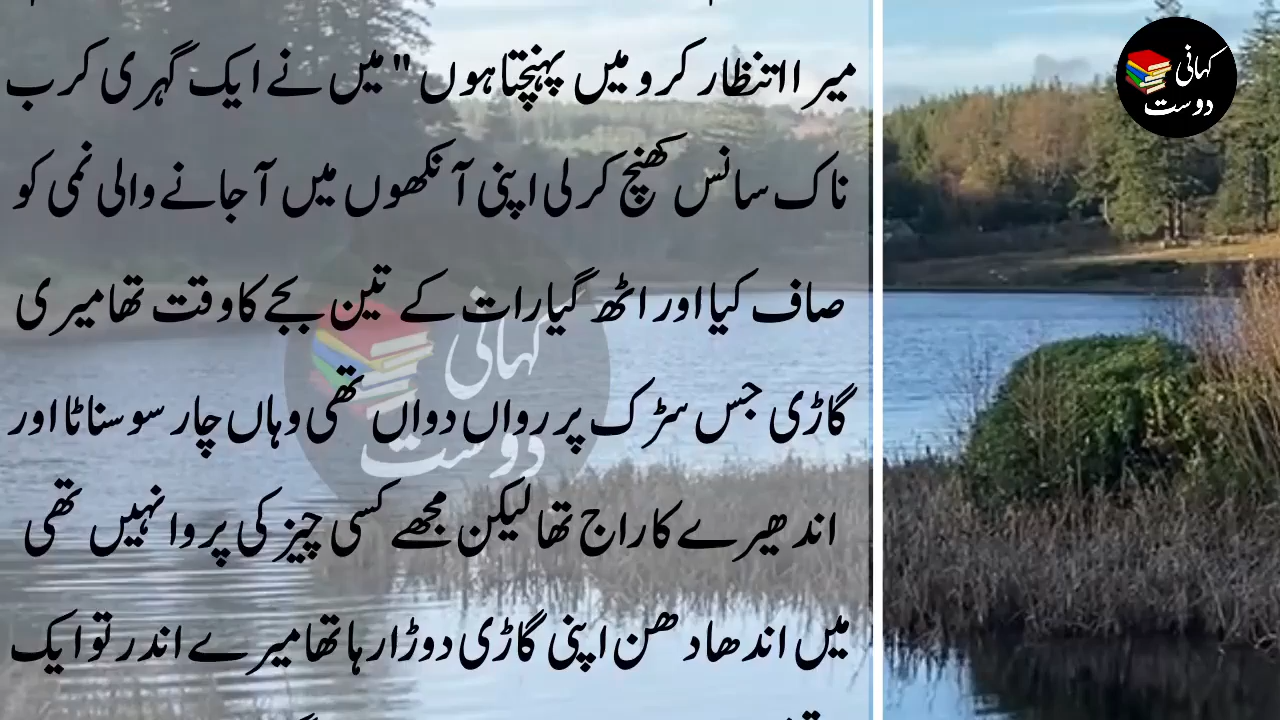 میرا انتظار کرو میں پہنچتا ہوں " میں نے ایک گہری کرب
ناک سانس کھنچ کر لی اپنی آنکھوں میں آجانے والی نمی کو
صاف کیا اور اٹھ گیا رات کے تین بجے کا وقت تھا میری
گاڑی جس سڑک پر رواں دواں تھی وہاں چار سو سناٹا اور
اندھیرے کا راج تھا لیکن مجھے کسی چیز کی پروا نہیں تھی
میں اندھا دھن اپنی گاڑی دوڑا رہا تھا میرے اندر تو ایک
کہانی
دوست
کہانی
دوست